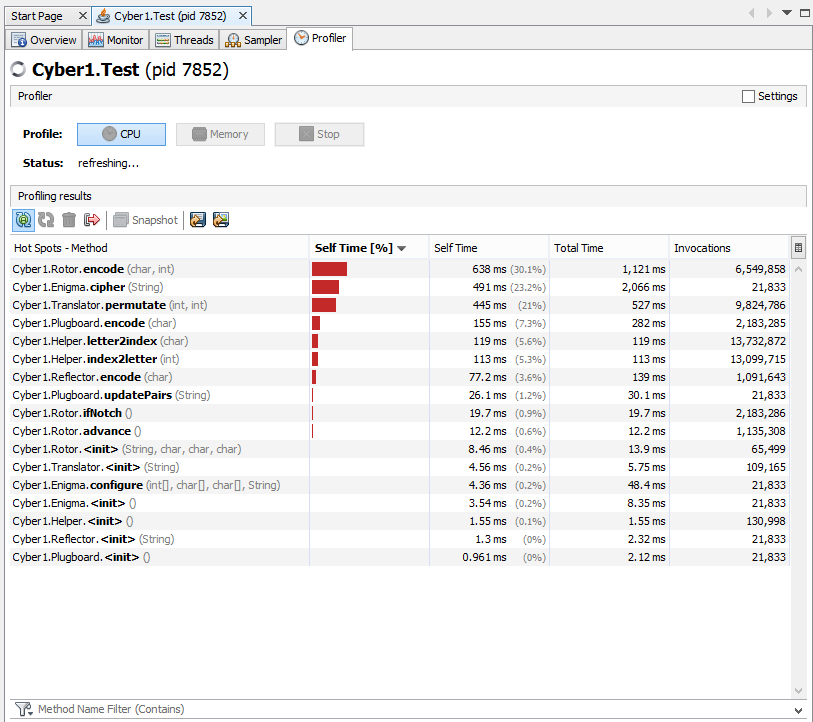 Start Page × Cyber1.Test (pid 7852) ×
Overview Monitor Threads Sampler Profiler
Cyber1.Test (pid 7852)
Profiler Settings
Profile: CPU Memory Stop
Status: refreshing...
Profiling results
Snapshot
Hot Spots - Method Self Time [%] Self Time Total Time Invocations
Cyber1.Rotor.encode (char, int) 638 ms (30.1%) 1,121 ms 6,549,858
Cyber1.Enigma.cipher (String) 491 ms (23.2%) 2,066 ms 21,833
Cyber1.Translator.permutate (int, int) 445 ms (21%) 527 ms 9,824,786
Cyber1.Plugboard.encode (char) 155 ms (7.3%) 282 ms 2,183,285
Cyber1.Helper.letter2index (char) 119 ms (5.6%) 119 ms 13,732,872
Cyber1.Helper.index2letter (int) 113 ms (5.3%) 113 ms 13,099,715
Cyber1.Reflector.encode (char) 77.2 ms (3.6%) 139 ms 1,091,643
Cyber1.Plugboard.updatePairs (String) 26.1 ms (1.2%) 30.1 ms 21,833
Cyber1.Rotor.ifNotch () 19.7 ms (0.9%) 19.7 ms 2,183,286
Cyber1.Rotor.advance () 12.2 ms (0.6%) 12.2 ms 1,135,308
Cyber1.Rotor.<init> (String, char, char, char) 8.46 ms (0.4%) 13.9 ms 65,499
Cyber1.Translator.<init> (String) 4.56 ms (0.2%) 5.75 ms 109,165
Cyber1.Enigma.configure (int[], char[], char[], String) 4.36 ms (0.2%) 48.4 ms 21,833
Cyber1.Enigma.<init> () 3.54 ms (0.2%) 8.35 ms 21,833
Cyber1.Helper.<init> () 1.55 ms (0.1%) 1.55 ms 130,998
Cyber1.Reflector.<init> (String) 1.3 ms (0%) 2.32 ms 21,833
Cyber1.Plugboard.<init> () 0.961 ms (0%) 2.12 ms 21,833
Method Name Filter (Contains)